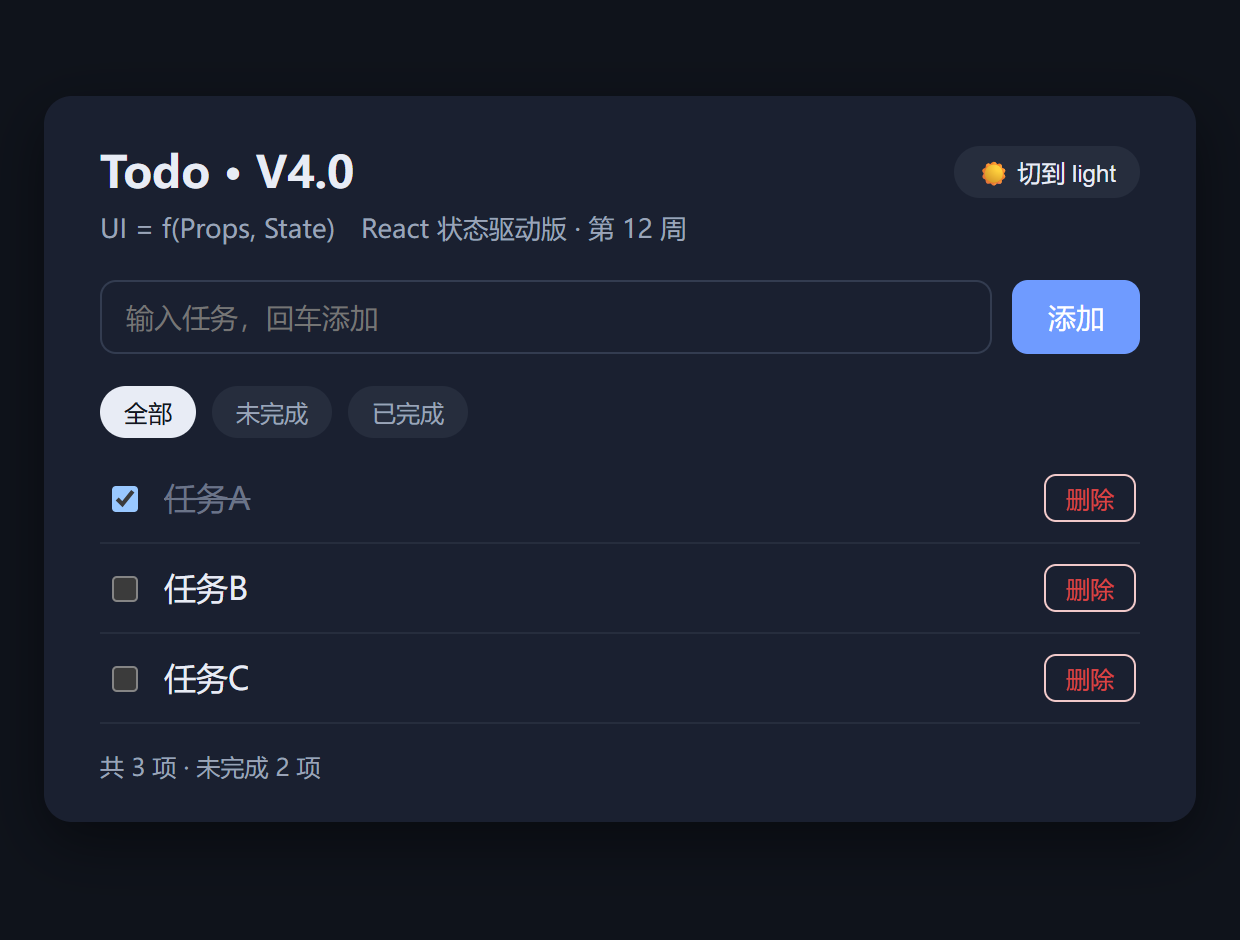 Todo • V4.0
切到 light
UI = f(Props, State) React 状态驱动版 · 第 12 周
输入任务，回车添加
添加
全部 未完成 已完成
任务A 删除
任务B 删除
任务C 删除
共 3 项 · 未完成 2 项